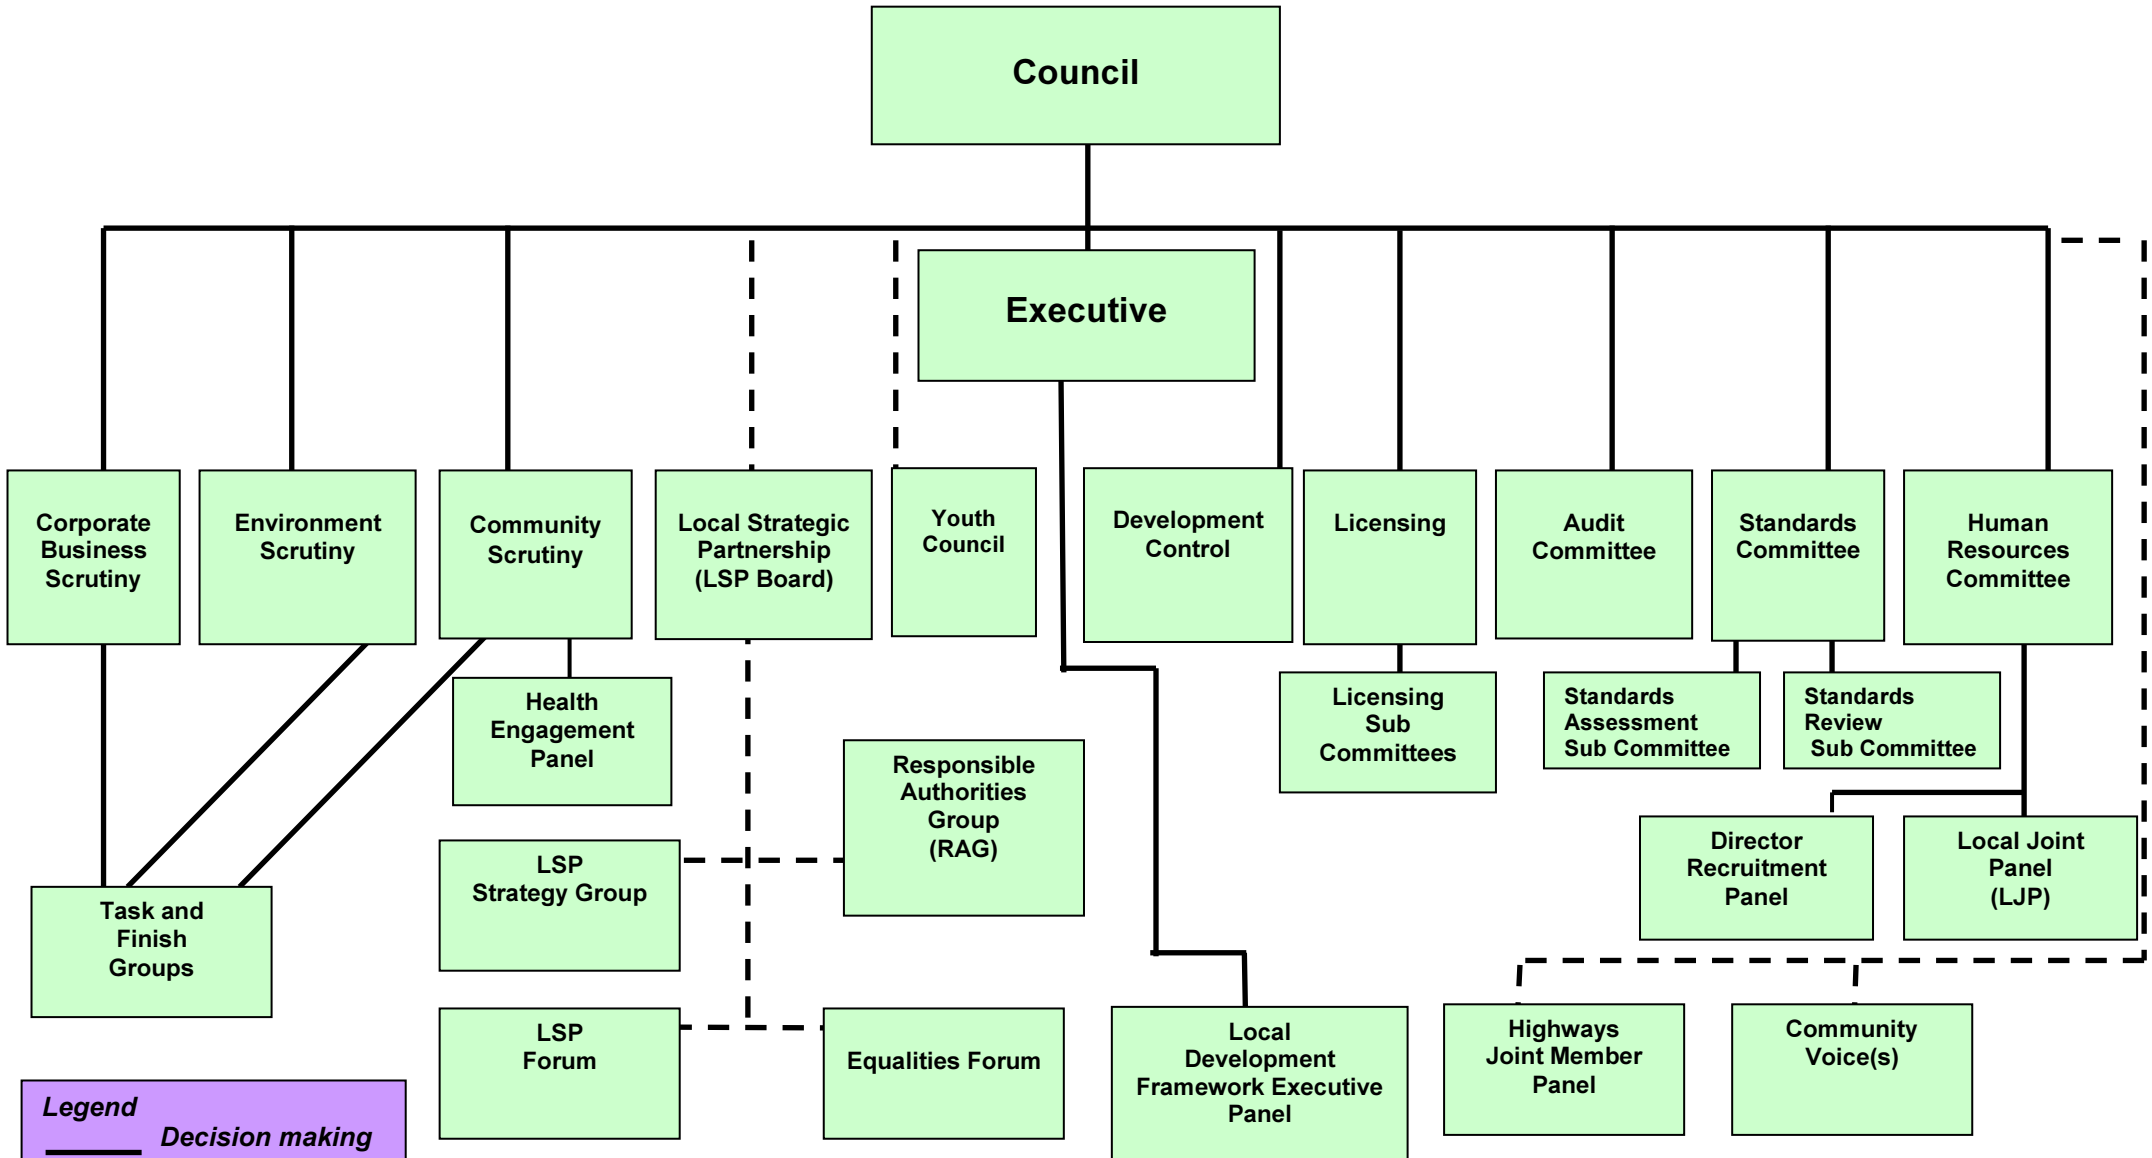 Council
Executive
Corporate
Business
Scrutiny
Environment
Scrutiny
Community
Scrutiny
Local Strategic
Partnership
(LSP Board)
Youth
Council
Development
Control
Licensing
Audit
Committee
Standards
Committee
Human
Resources
Committee
Health
Engagement
Panel
Licensing
Sub
Committees
Standards
Assessment
Sub Committee
Standards
Review
Sub Committee
Responsible
Authorities
Group
(RAG)
LSP
Strategy Group
Director
Recruitment
Panel
Local Joint
Panel
(LJP)
Task and
Finish
Groups
LSP
Forum
Equalities Forum
Local
Development
Framework Executive
Panel
Highways
Joint Member
Panel
Community
Voice(s)
Legend
Decision making